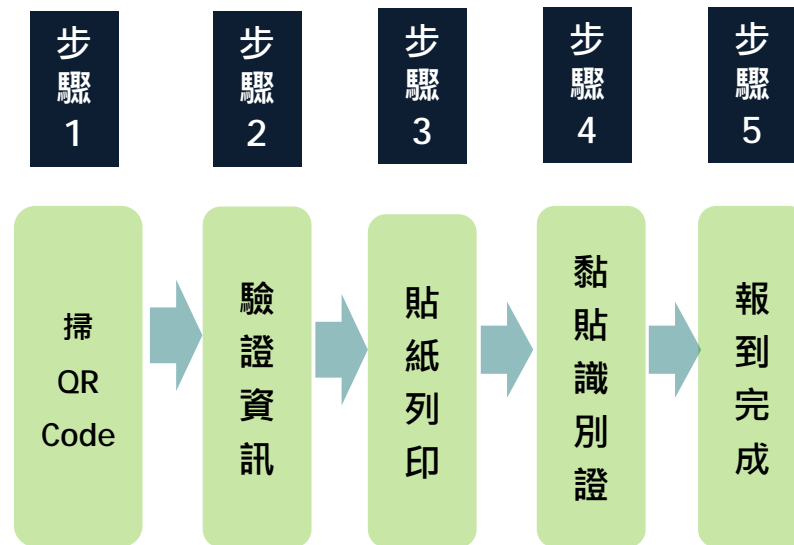 步驟1
步驟2
步驟3
步驟4
步驟5
掃
QR
Code
驗證資訊
貼紙列印
黏貼識別證
報到完成